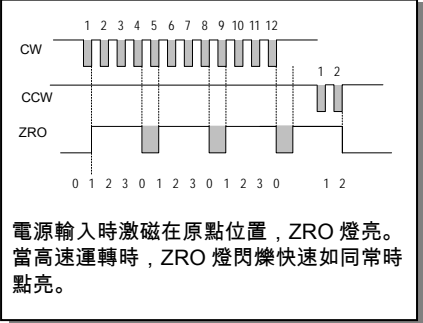 1 2 3 4 5 6 7 8 9 10 11 12
CW
1 2
CCW
ZRO
0 1 2 3 0 1 2 3 0 1 2 3 0 1 2
電源輸入時激磁在原點位置，ZRO 燈亮。
當高速運轉時，ZRO 燈閃爍快速如同常時
點亮。